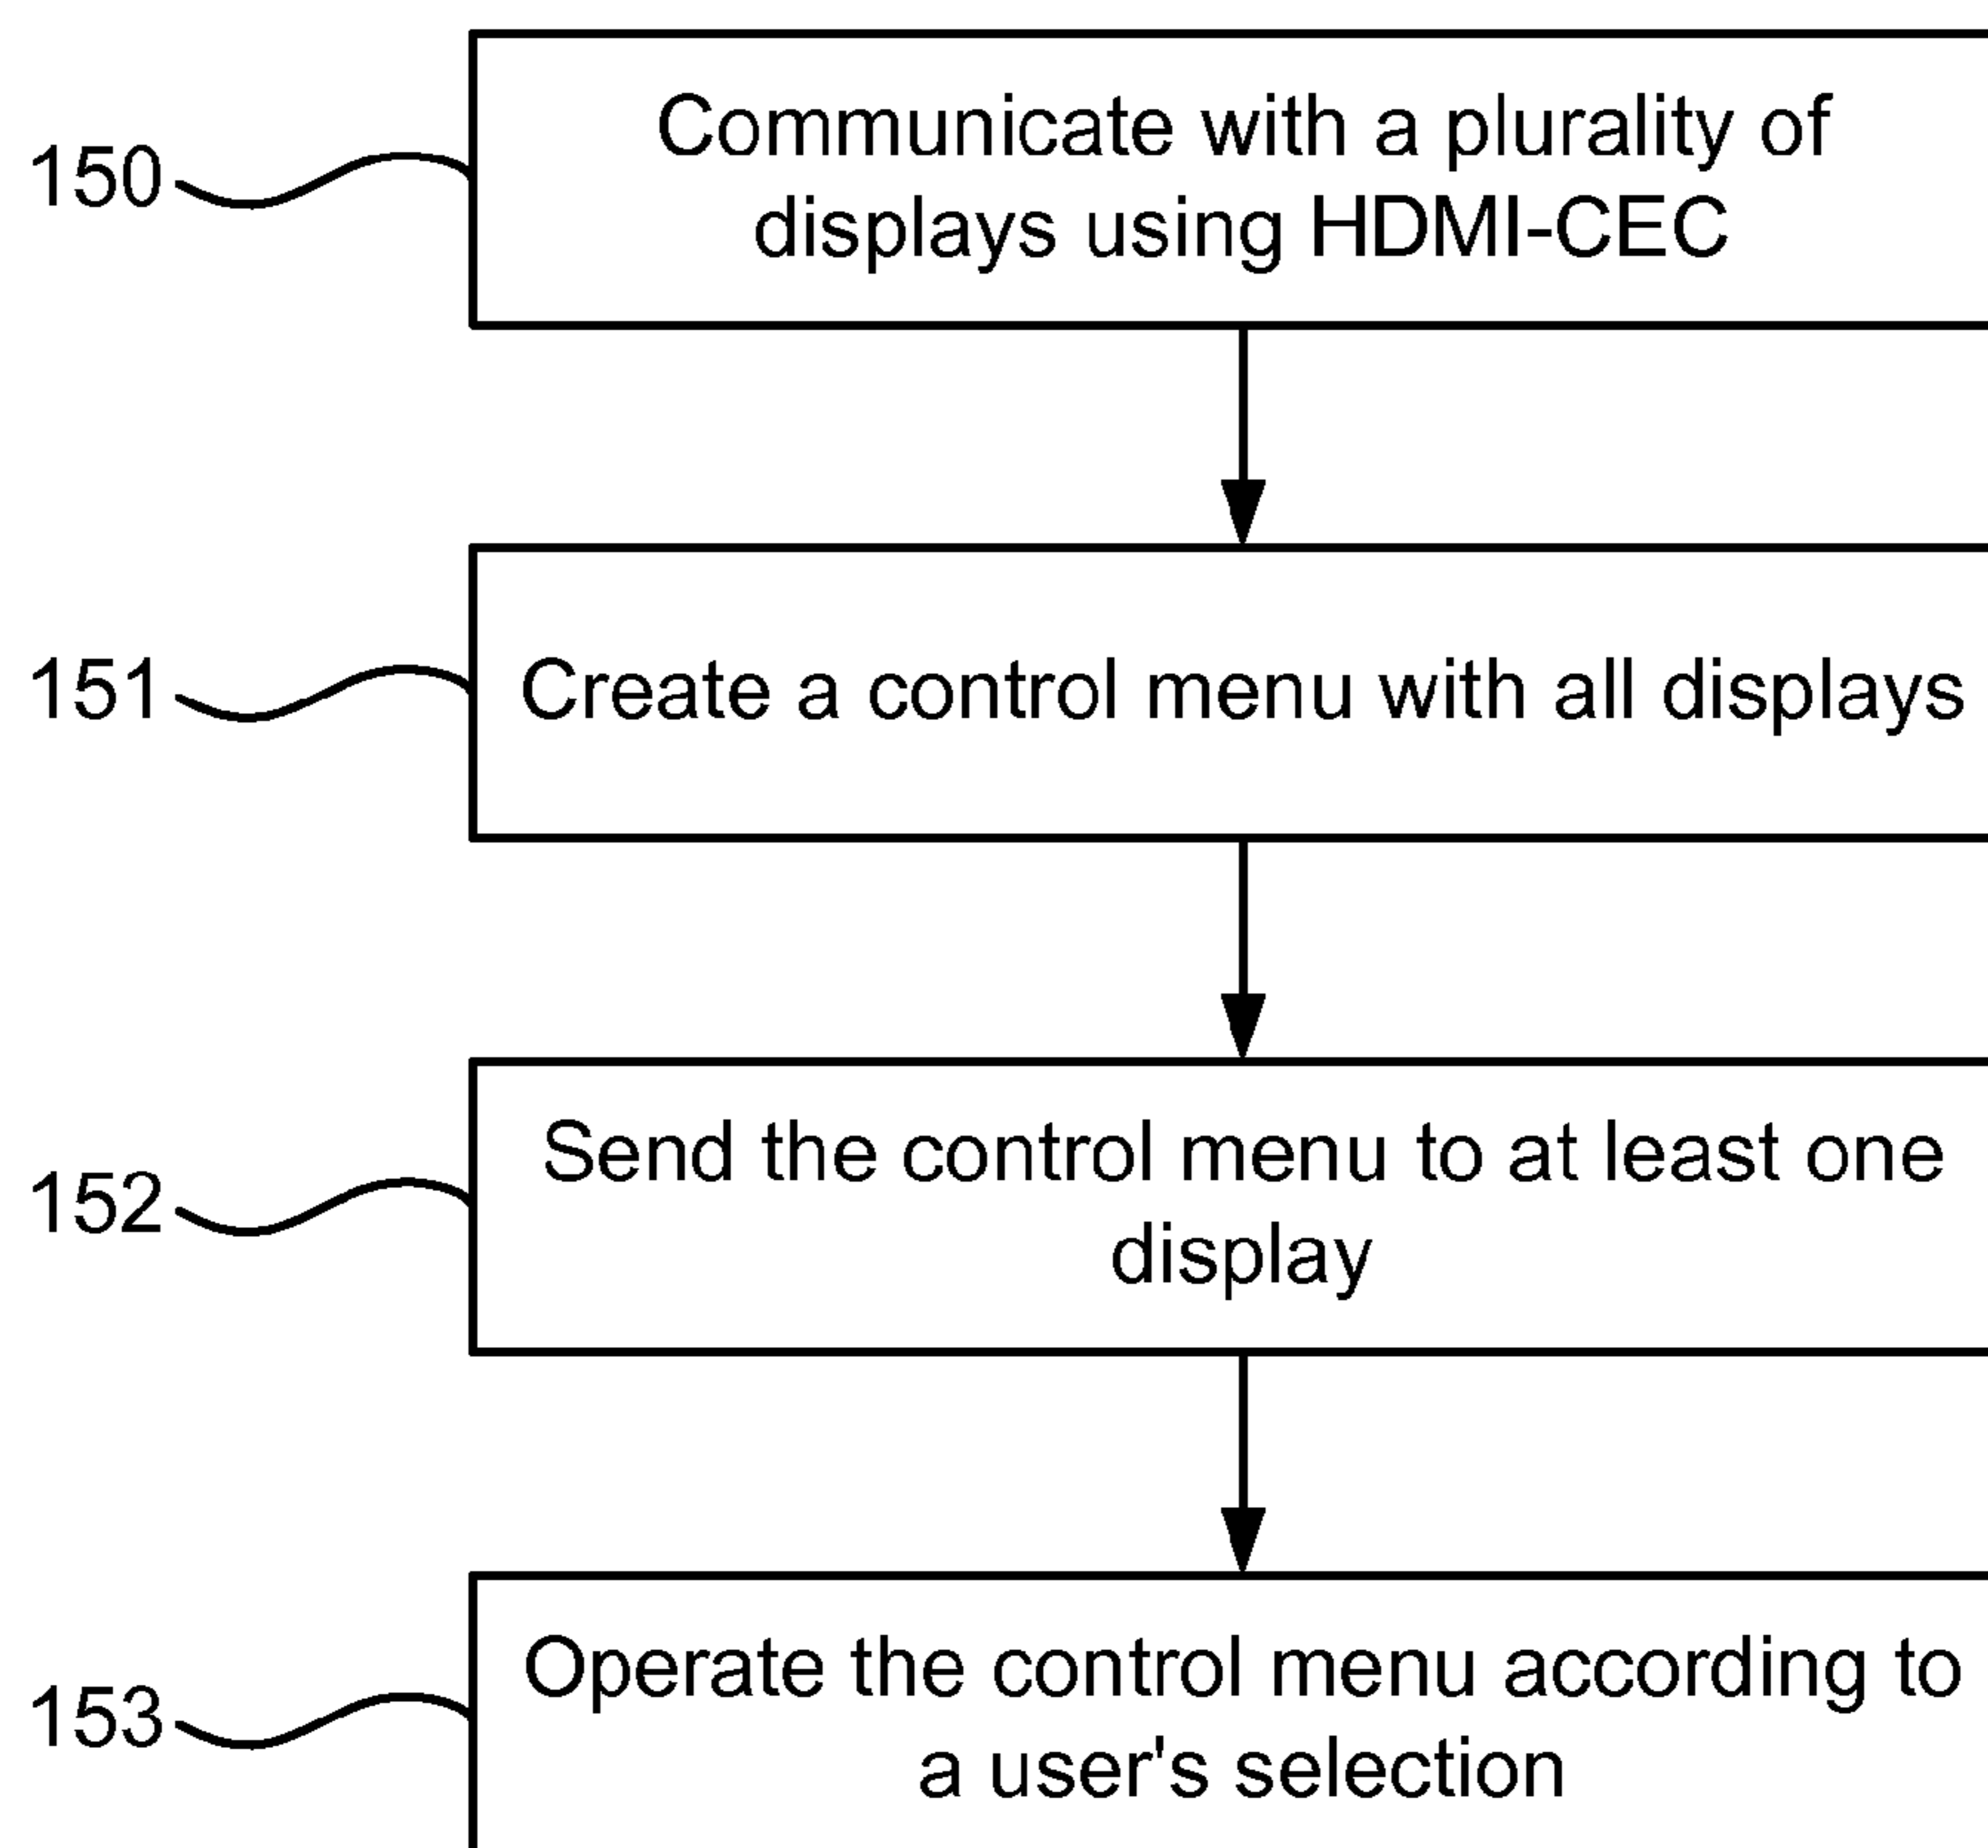 150
Communicate with a plurality of
displays using HDMI-CEC
151
Create a control menu with all displays
152
Send the control menu to at least one
display
153
Operate the control menu according to
a user's selection